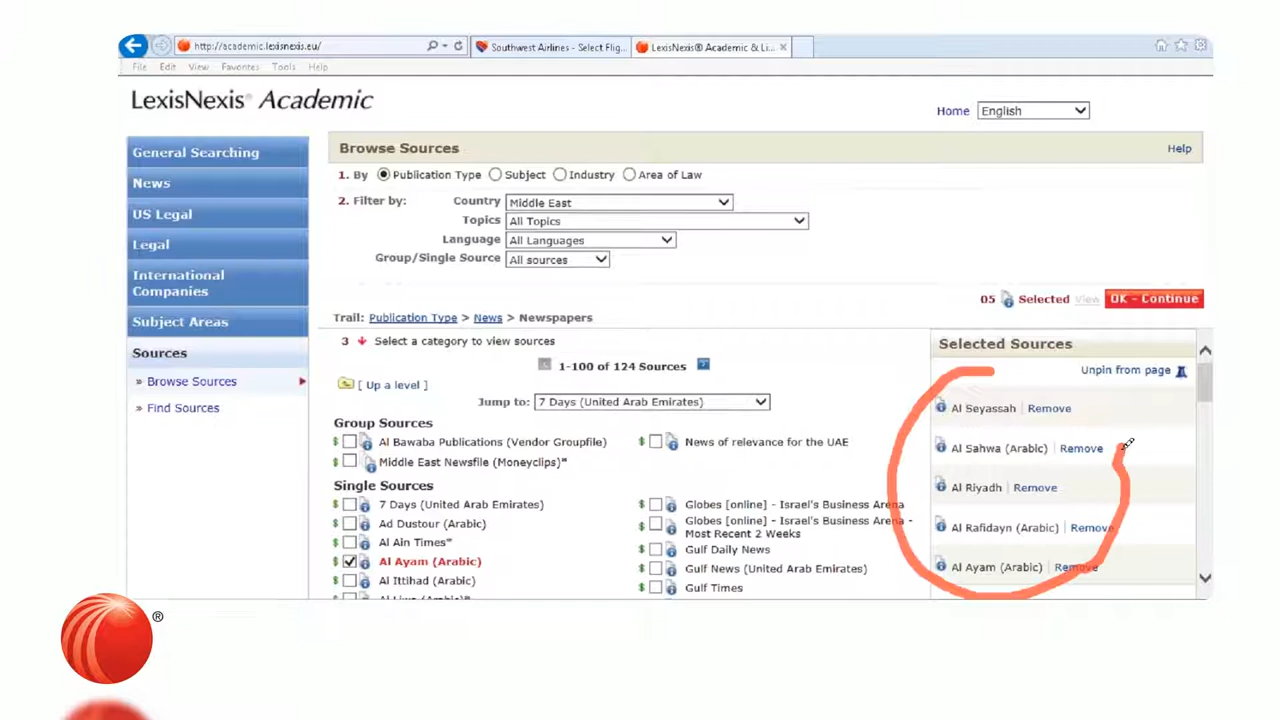 http://academic.lexisnexis.eu/
Southwest Airlines - Select Flig...
LexisNexis® Academic & Li...
File Edit View Favorites Tools Help
LexisNexis® Academic
Home English
General Searching
News
US Legal
Legal
International
Companies
Subject Areas
Sources
» Browse Sources
» Find Sources
Browse Sources
Help
1. By Publication Type Subject Industry Area of Law
2. Filter by: Country Middle East
Topics All Topics
Language All Languages
Group/Single Source All sources
05 Selected View OK - Continue
Trail: Publication Type > News > Newspapers
3 Select a category to view sources
1-100 of 124 Sources
[ Up a level ]
Jump to: 7 Days (United Arab Emirates)
Group Sources
$ Al Bawaba Publications (Vendor Groupfile)
$ News of relevance for the UAE
$ Middle East Newsfile (Moneyclips)"
Single Sources
$ 7 Days (United Arab Emirates)
$ Ad Dustour (Arabic)
$ Al Ain Times"
$ Al Ayam (Arabic)
$ Al Ittihad (Arabic)
$ Globes [online] - Israel's Business Arena
$ Globes [online] - Israel's Business Arena -
Most Recent 2 Weeks
$ Gulf Daily News
$ Gulf News (United Arab Emirates)
$ Gulf Times
Selected Sources
Unpin from page
Al Seyassah | Remove
Al Sahwa (Arabic) | Remove
Al Riyadh | Remove
Al Rafidayn (Arabic) | Remove
Al Ayam (Arabic) | Remove
®